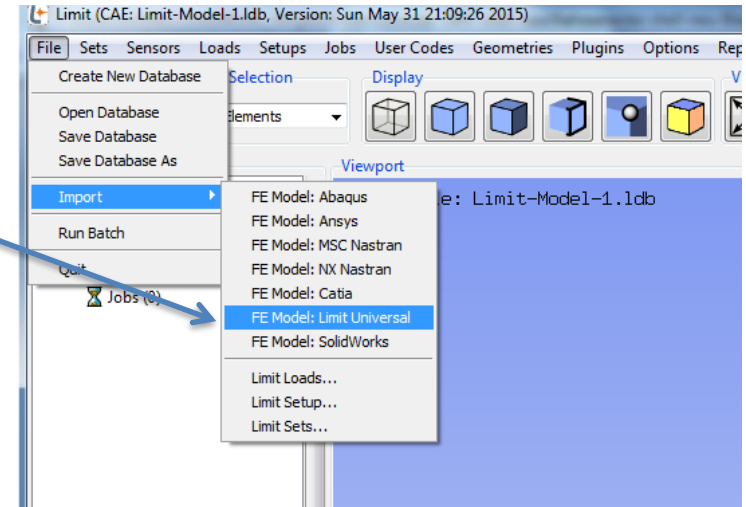 Limit (CAE: Limit-Model-1.ldb, Version: Sun May 31 21:09:26 2015)
File Sets Sensors Loads Setups Jobs User Codes Geometries Plugins Options Rep
Create New Database
Selection
Display
V
Open Database
Elements
Save Database
Save Database As
Viewport
Import
FE Model: Abaqus
e: Limit-Model-1.ldb
FE Model: Ansys
Run Batch
FE Model: MSC Nastran
FE Model: NX Nastran
Quit
Jobs (0)
FE Model: Catia
FE Model: Limit Universal
FE Model: SolidWorks
Limit Loads...
Limit Setup...
Limit Sets...